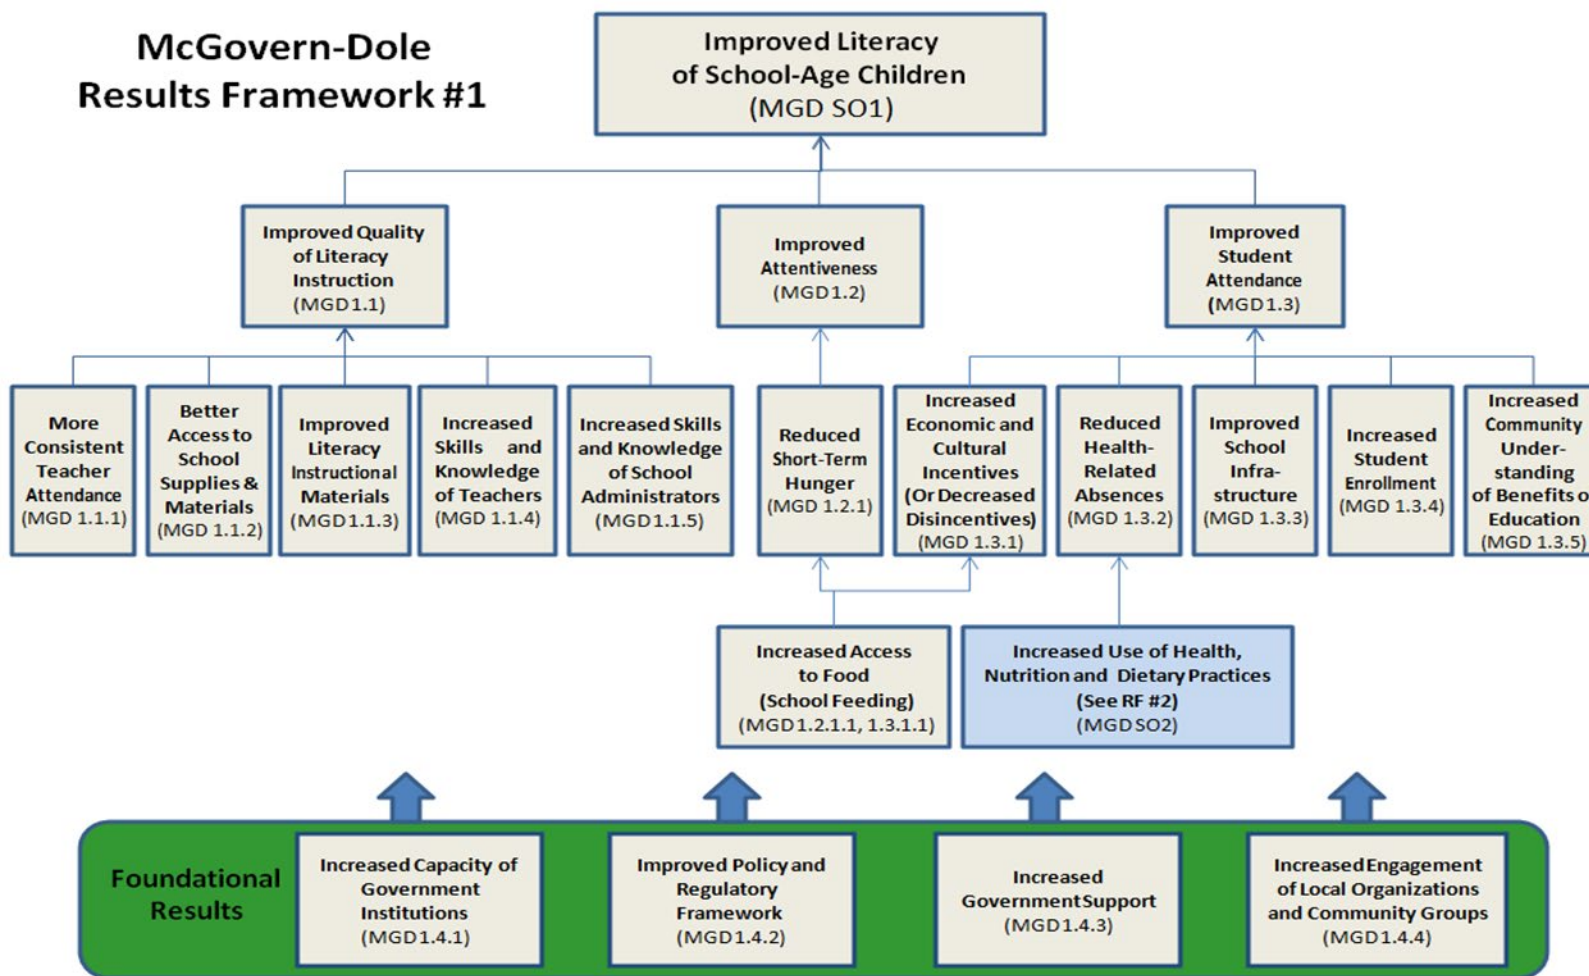 McGovern-Dole
Results Framework #1
Improved Literacy
of School-Age Children
(MGD SO1)
Improved Quality
of Literacy
Instruction
(MGD1.1)
Improved
Attentiveness
(MGD1.2)
Improved
Student
Attendance
(MGD1.3)
More
Consistent
Teacher
Attendance
(MGD 1.1.1)
Better
Access to
School
Supplies &
Materials
(MGD 1.1.2)
Improved
Literacy
Instructional
Materials
(MGD1.1.3)
Increased
Skills and
Knowledge
of Teachers
(MGD1.1.4)
Increased Skills
and Knowledge
of School
Administrators
(MGD1.1.5)
Reduced
Short-Term
Hunger
(MGD 1.2.1)
Increased
Economic and
Cultural
Incentives
(Or Decreased
Disincentives)
(MGD 1.3.1)
Reduced
Health-
Related
Absences
(MGD1.3.2)
Improved
School
Infra-
structure
(MGD1.3.3)
Increased
Student
Enrollment
(MGD1.3.4)
Increased
Community
Under-
standing
of Benefits of
Education
(MGD 1.3.5)
Increased Access
to Food
(School Feeding)
(MGD1.2.1.1, 1.3.1.1)
Increased Use of Health,
Nutrition and Dietary Practices
(See RF #2)
(MGD SO2)
Foundational
Results
Increased Capacity of
Government
Institutions
(MGD1.4.1)
Improved Policy and
Regulatory
Framework
(MGD1.4.2)
Increased
Government Support
(MGD1.4.3)
Increased Engagement
of Local Organizations
and Community Groups
(MGD1.4.4)